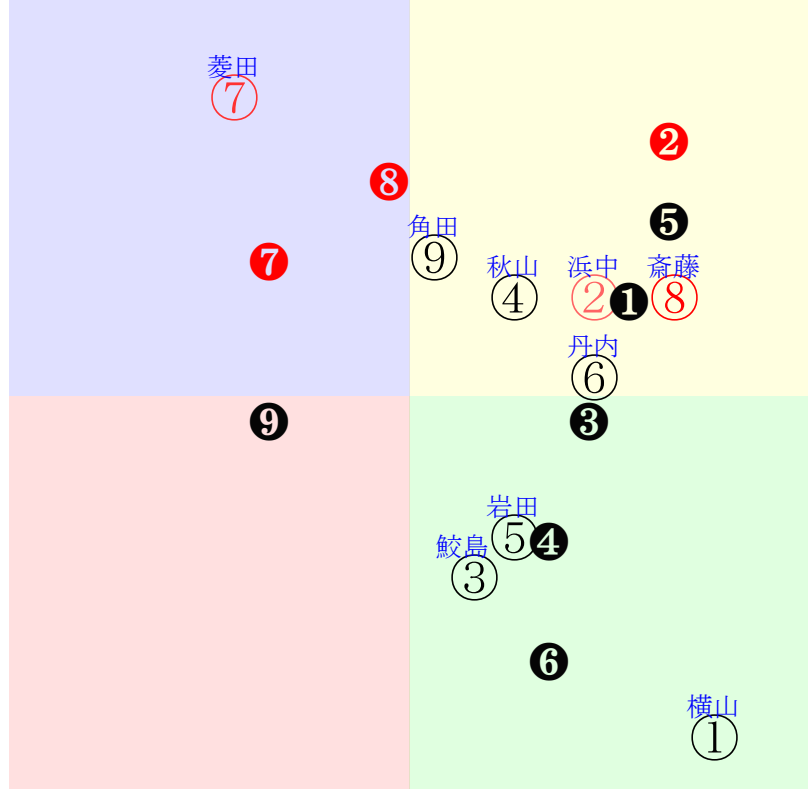 菱田
⑦
❷
❽
❺
角田
⑨
❼
秋山
④
浜中
②
❶
斎藤
⑧
丹内
⑥
❾
❸
岩田
⑤
❹
鮫島
③
❻
横山
①